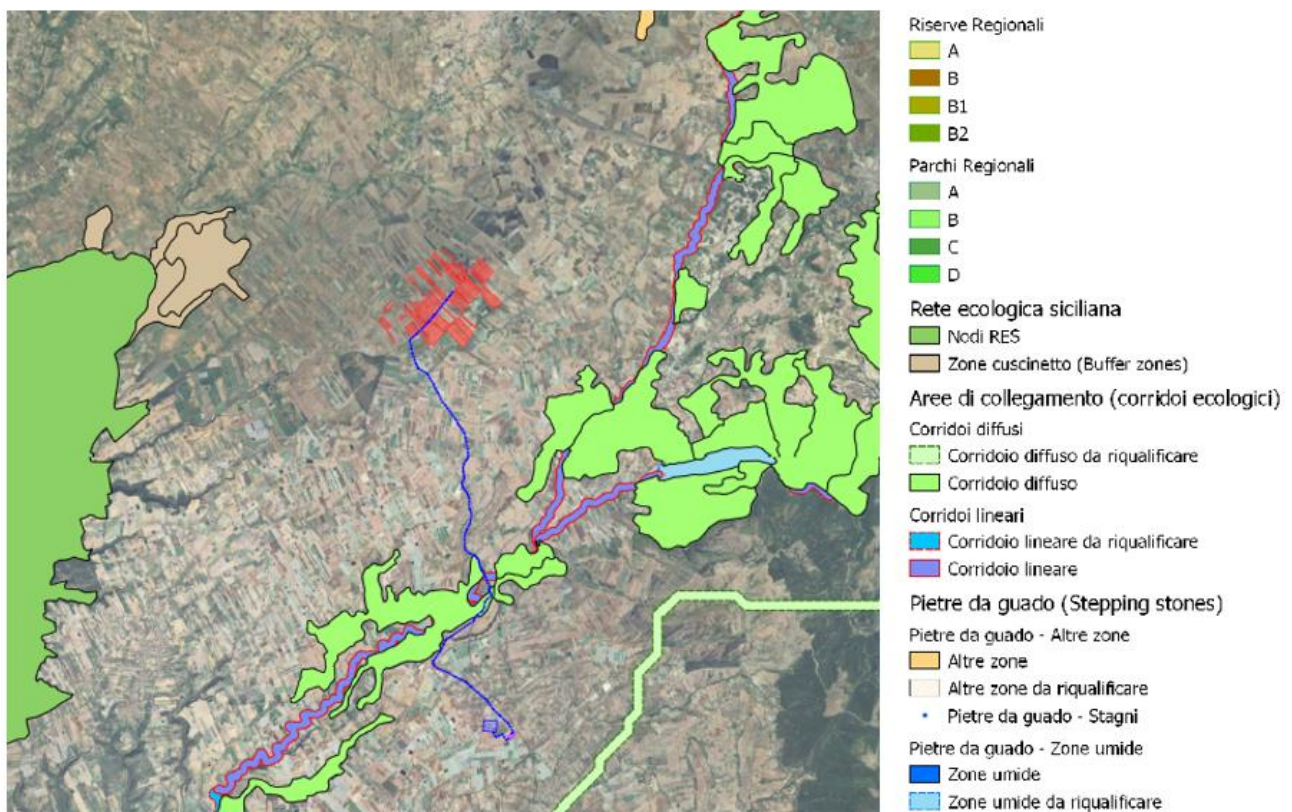 Riserve Regionali
A
B
B1
B2
Parchi Regionali
A
B
C
D
Rete ecologica siciliana
Nodi RES
Zone cuscinetto (Buffer zones)
Aree di collegamento (corridoi ecologici)
Corridoi diffusi
Corridoio diffuso da riqualificare
Corridoio diffuso
Corridoi lineari
Corridoio lineare da riqualificare
Corridoio lineare
Pietre da guado (Stepping stones)
Pietre da guado - Altre zone
Altre zone
Altre zone da riqualificare
Pietre da guado - Stagni
Pietre da guado - Zone umide
Zone umide
Zone umide da riqualificare